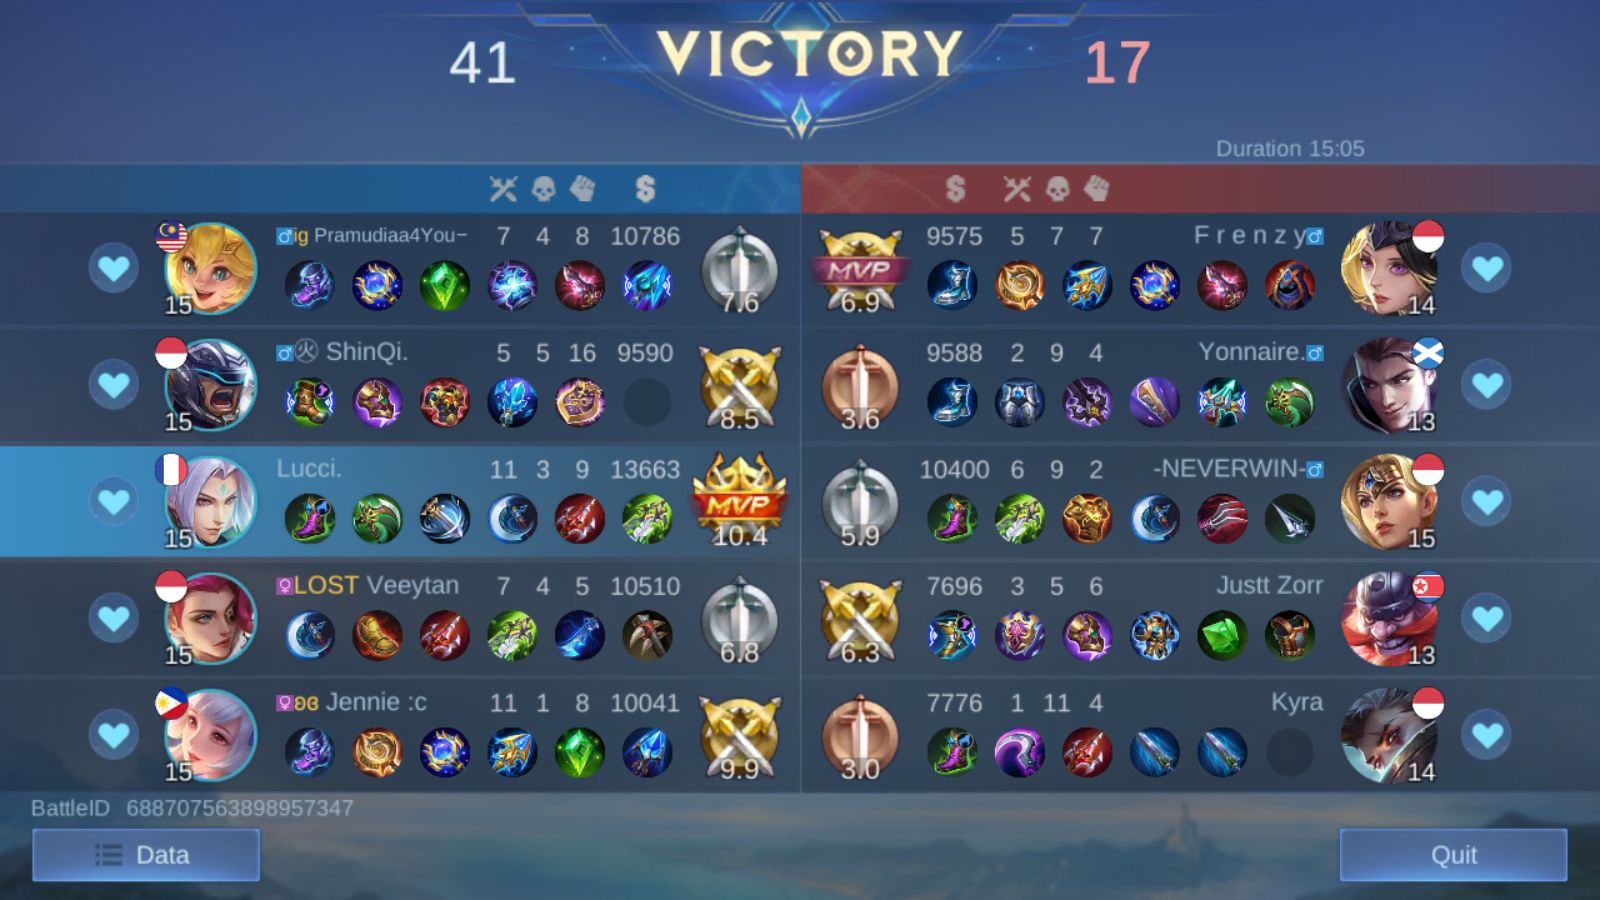 41 VICTORY 17
Duration 15:05
ig Pramudiaa4You~ 7 4 8 10786
15 7.6
MVP 9575 5 7 7 F r e n z y
6.9 14
火 ShinQi. 5 5 16 9590
15 8.5
9588 2 9 4 Yonnaire.
3.6 13
Lucci. 11 3 9 13663
15 MVP 10.4
10400 6 9 2 -NEVERWIN-
5.9 15
LOST Veeytan 7 4 5 10510
15 6.8
7696 3 5 6 Justt Zorr
6.3 13
ʚɞ Jennie :c 11 1 8 10041
15 9.9
7776 1 11 4 Kyra
3.0 14
BattleID 688707563898957347
Data
Quit